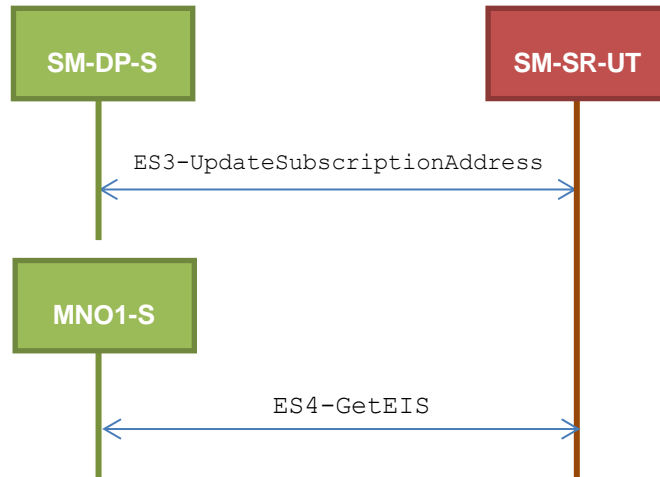 SM-DP-S
SM-SR-UT
ES3-UpdateSubscriptionAddress
MNO1-S
ES4-GetEIS